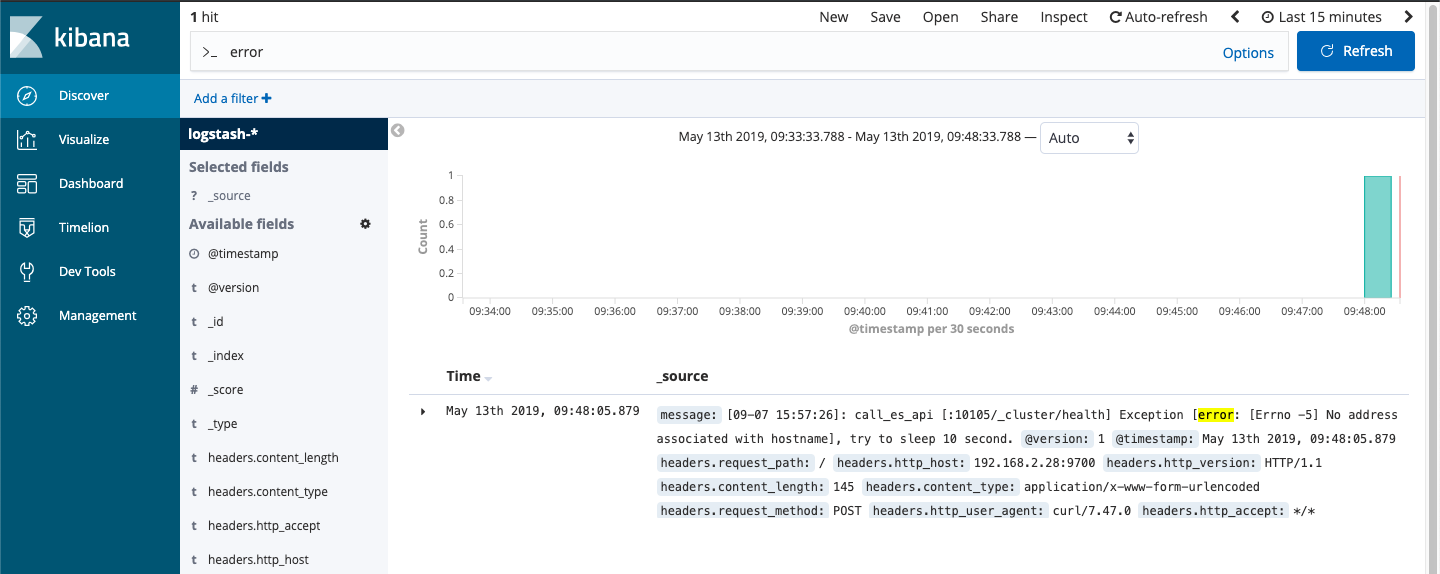 kibana
Discover
Visualize
Dashboard
Timelion
Dev Tools
Management
1 hit
New Save Open Share Inspect Auto-refresh Last 15 minutes
>_ error
Options
Refresh
Add a filter +
logstash-*
Selected fields
? _source
Available fields
@timestamp
t @version
t _id
t _index
# _score
t _type
t headers.content_length
t headers.content_type
t headers.http_accept
t headers.http_host
May 13th 2019, 09:33:33.788 - May 13th 2019, 09:48:33.788 — Auto
Count
1
0.8
0.6
0.4
0.2
0
09:34:00 09:35:00 09:36:00 09:37:00 09:38:00 09:39:00 09:40:00 09:41:00 09:42:00 09:43:00 09:44:00 09:45:00 09:46:00 09:47:00 09:48:00
@timestamp per 30 seconds
Time _source
May 13th 2019, 09:48:05.879
message: [09-07 15:57:26]: call_es_api [:10105/_cluster/health] Exception [error: [Errno -5] No address
associated with hostname], try to sleep 10 second. @version: 1 @timestamp: May 13th 2019, 09:48:05.879
headers.request_path: / headers.http_host: 192.168.2.28:9700 headers.http_version: HTTP/1.1
headers.content_length: 145 headers.content_type: application/x-www-form-urlencoded
headers.request_method: POST headers.http_user_agent: curl/7.47.0 headers.http_accept: */*